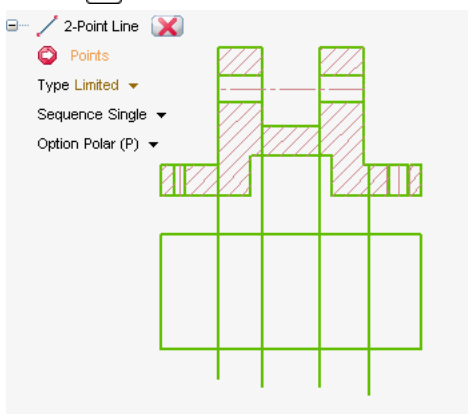 2-Point Line
Points
Type Limited
Sequence Single
Option Polar (P)